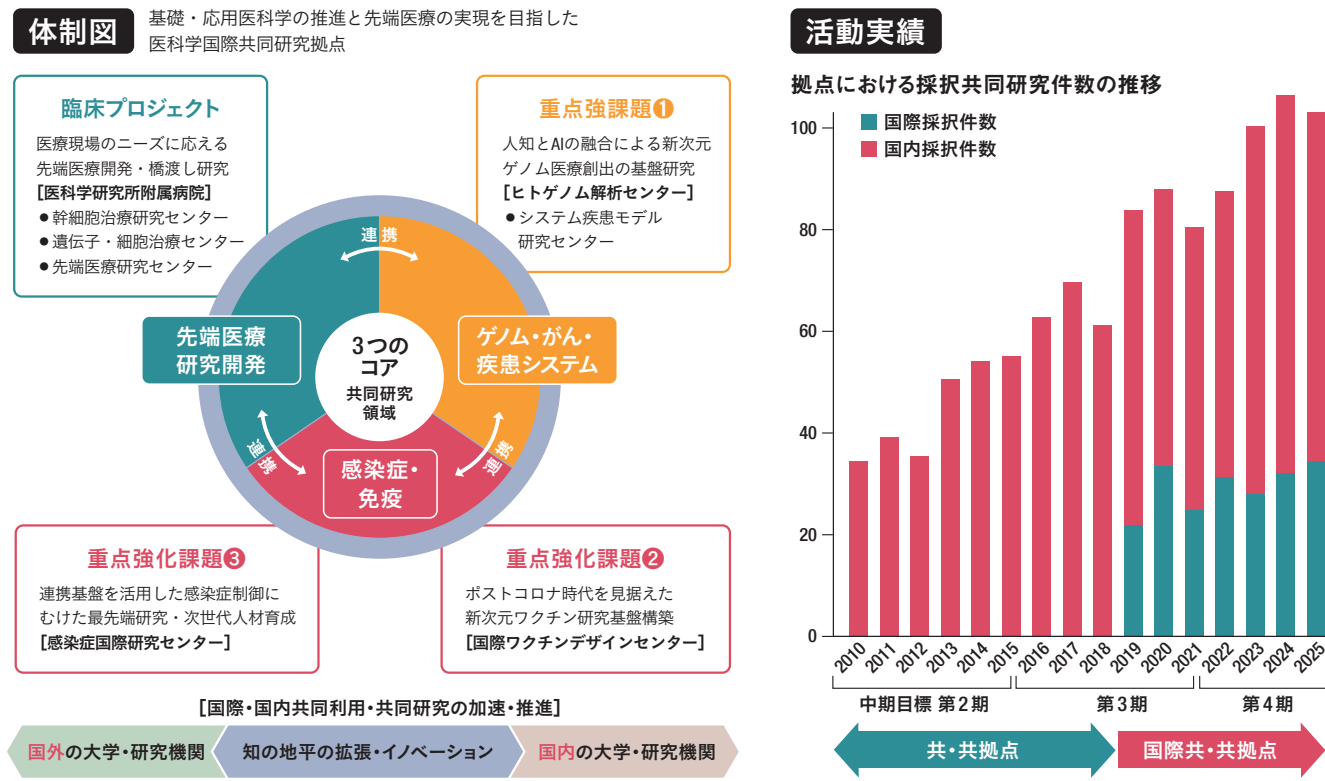 体制図
基礎・応用医科学の推進と先端医療の実現を目指した
医科学国際共同研究拠点
臨床プロジェクト
医療現場のニーズに応える
先端医療開発・橋渡し研究
[医科学研究所附属病院]
●幹細胞治療研究センター
●遺伝子・細胞治療センター
●先端医療研究センター
重点強課題❶
人知とAIの融合による新次元
ゲノム医療創出の基盤研究
[ヒトゲノム解析センター]
●システム疾患モデル
研究センター
連携
先端医療
研究開発
3つの
コア
共同研究
領域
ゲノム・がん・
疾患システム
連携
連携
感染症・
免疫
重点強化課題❸
連携基盤を活用した感染症制御に
むけた最先端研究・次世代人材育成
[感染症国際研究センター]
重点強化課題❷
ポストコロナ時代を見据えた
新次元ワクチン研究基盤構築
[国際ワクチンデザインセンター]
[国際・国内共同利用・共同研究の加速・推進]
国外の大学・研究機関
知の地平の拡張・イノベーション
国内の大学・研究機関
活動実績
拠点における採択共同研究件数の推移
国際採択件数
国内採択件数
100
80
60
40
20
0
2010 2011 2012 2013 2014 2015 2016 2017 2018 2019 2020 2021 2022 2023 2024 2025
中期目標 第2期
第3期
第4期
共・共拠点
国際共・共拠点